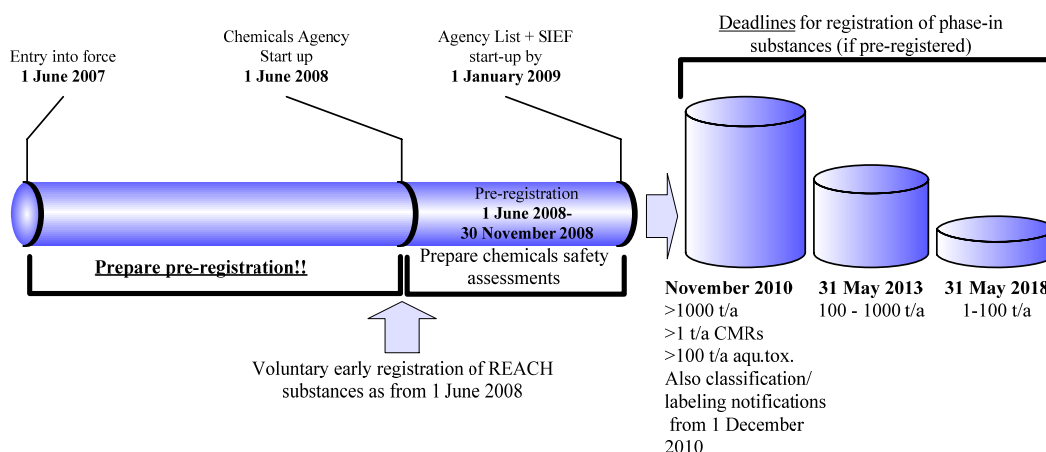 Entry into force
1 June 2007
Chemicals Agency
Start up
1 June 2008
Agency List + SIEF
start-up by
1 January 2009
Deadlines for registration of phase-in
substances (if pre-registered)
Pre-registration
1 June 2008-
30 November 2008
Prepare pre-registration!!
Prepare chemicals safety
assessments
Voluntary early registration of REACH
substances as from 1 June 2008
November 2010
>1000 t/a
>1 t/a CMRs
>100 t/a aqu.tox.
Also classification/
labeling notifications
from 1 December
2010
31 May 2013
100 - 1000 t/a
31 May 2018
1-100 t/a